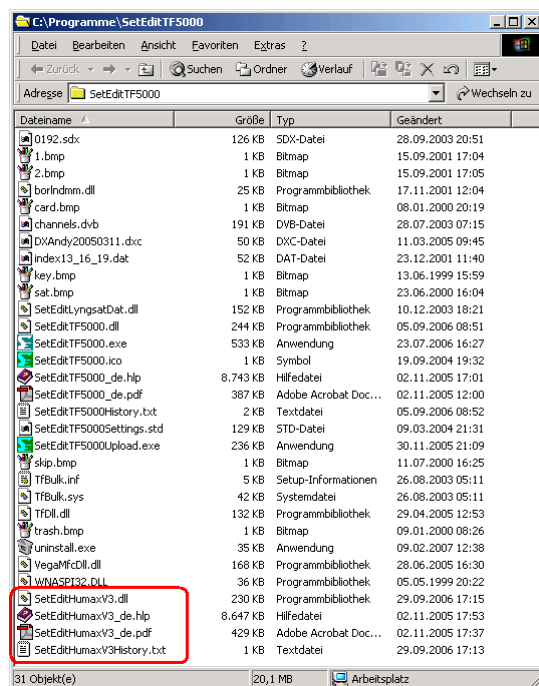 C:\Programme\SetEditTF5000
Datei Bearbeiten Ansicht Favoriten Extras ?
Zurück Suchen Ordner Verlauf
Adresse SetEditTF5000 Wechseln zu
Dateiname Größe Typ Geändert
0192.sdx 126 KB SDX-Datei 28.09.2003 20:51
1.bmp 1 KB Bitmap 15.09.2001 17:04
2.bmp 1 KB Bitmap 15.09.2001 17:05
borlndmm.dll 25 KB Programmbibliothek 17.11.2001 12:04
card.bmp 1 KB Bitmap 08.01.2000 20:19
channels.dvb 191 KB DVB-Datei 28.07.2003 07:15
DXAndy20050311.dxc 50 KB DXC-Datei 11.03.2005 09:45
index13_16_19.dat 52 KB DAT-Datei 23.12.2001 11:40
key.bmp 1 KB Bitmap 13.06.1999 15:59
sat.bmp 1 KB Bitmap 23.06.2000 16:04
SetEditLyngsatDat.dll 152 KB Programmbibliothek 10.12.2003 18:21
SetEditTF5000.dll 244 KB Programmbibliothek 05.09.2006 08:51
SetEditTF5000.exe 533 KB Anwendung 23.07.2006 16:27
SetEditTF5000.ico 1 KB Symbol 19.09.2004 19:32
SetEditTF5000_de.hlp 8.743 KB Hilfedatei 02.11.2005 17:01
SetEditTF5000_de.pdf 387 KB Adobe Acrobat Doc... 02.11.2005 12:00
SetEditTF5000History.txt 2 KB Textdatei 05.09.2006 08:52
SetEditTF5000Settings.std 129 KB STD-Datei 09.03.2004 21:31
SetEditTF5000Upload.exe 236 KB Anwendung 30.11.2005 21:09
skip.bmp 1 KB Bitmap 11.07.2000 16:25
TfBulk.inf 5 KB Setup-Informationen 26.08.2003 05:11
TfBulk.sys 42 KB Systemdatei 26.08.2003 05:11
TfDll.dll 132 KB Programmbibliothek 29.04.2005 12:53
trash.bmp 1 KB Bitmap 09.01.2000 08:26
uninstall.exe 35 KB Anwendung 09.02.2007 12:38
VegaMfcDll.dll 168 KB Programmbibliothek 28.06.2005 16:30
WNASPI32.DLL 36 KB Programmbibliothek 05.05.1999 20:22
SetEditHumaxV3.dll 230 KB Programmbibliothek 29.09.2006 17:15
SetEditHumaxV3_de.hlp 8.647 KB Hilfedatei 02.11.2005 17:53
SetEditHumaxV3_de.pdf 429 KB Adobe Acrobat Doc... 02.11.2005 17:37
SetEditHumaxV3History.txt 1 KB Textdatei 29.09.2006 17:13
31 Objekt(e) 20,1 MB Arbeitsplatz